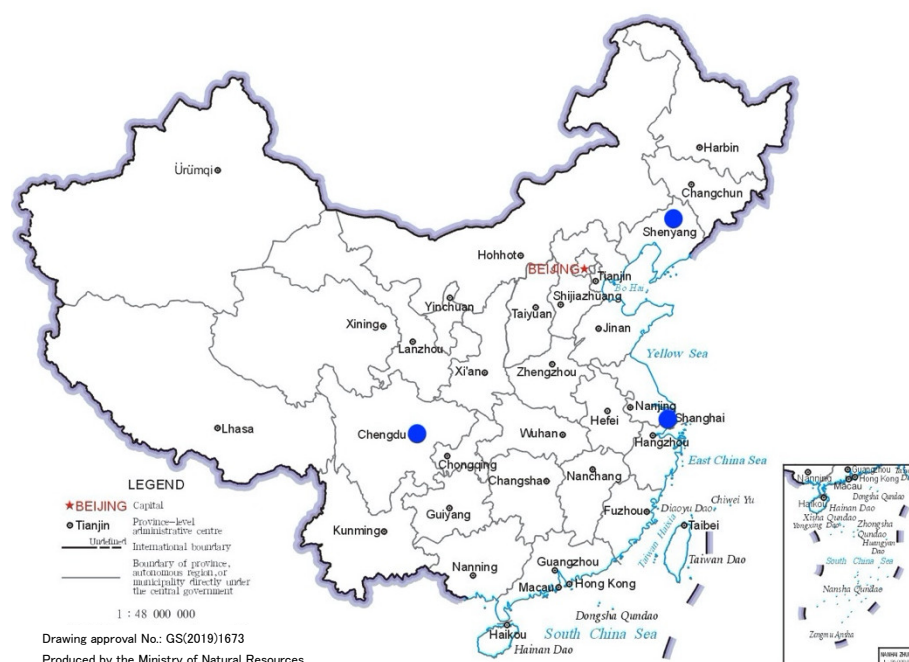 Harbin
Ürümqi
Changchun
Shenyang
Hohhot
BEIJING
Tianjin
Bo Hai
Yinchuan
Shijiazhuang
Taiyuan
Xining
Jinan
Lanzhou
Yellow Sea
Xi'an
Zhengzhou
Nanjing
Shanghai
Hefei
Lhasa
Chengdu
Wuhan
Hangzhou
Chongqing
East China Sea
Nanchang
Changsha
LEGEND
BEIJING Capital
Tianjin Province-level
administrative centre
Undefined International boundary
Boundary of province,
autonomous region, or
municipality directly under
the central government
1 : 48 000 000
Chiwei Yu
Fuzhou
Diaoyu Dao
Guiyang
Kunming
Taibei
Taiwan Haixia
Taiwan Dao
Guangzhou
Nanning
Hong Kong
Macau
Dongsha Qundao
Haikou
South China Sea
Hainan Dao
Guangzhou
Nanning
Hong Kong
Macau
Dongsha Qundao
Haikou
Hainan Dao
Xisha Qundao
Yongxing Dao
Zhongsha
Qundao
Huangyan
Dao
South China Sea
Nansha Qundao
Drawing approval No.: GS(2019)1673
Produced by the Ministry of Natural Resources